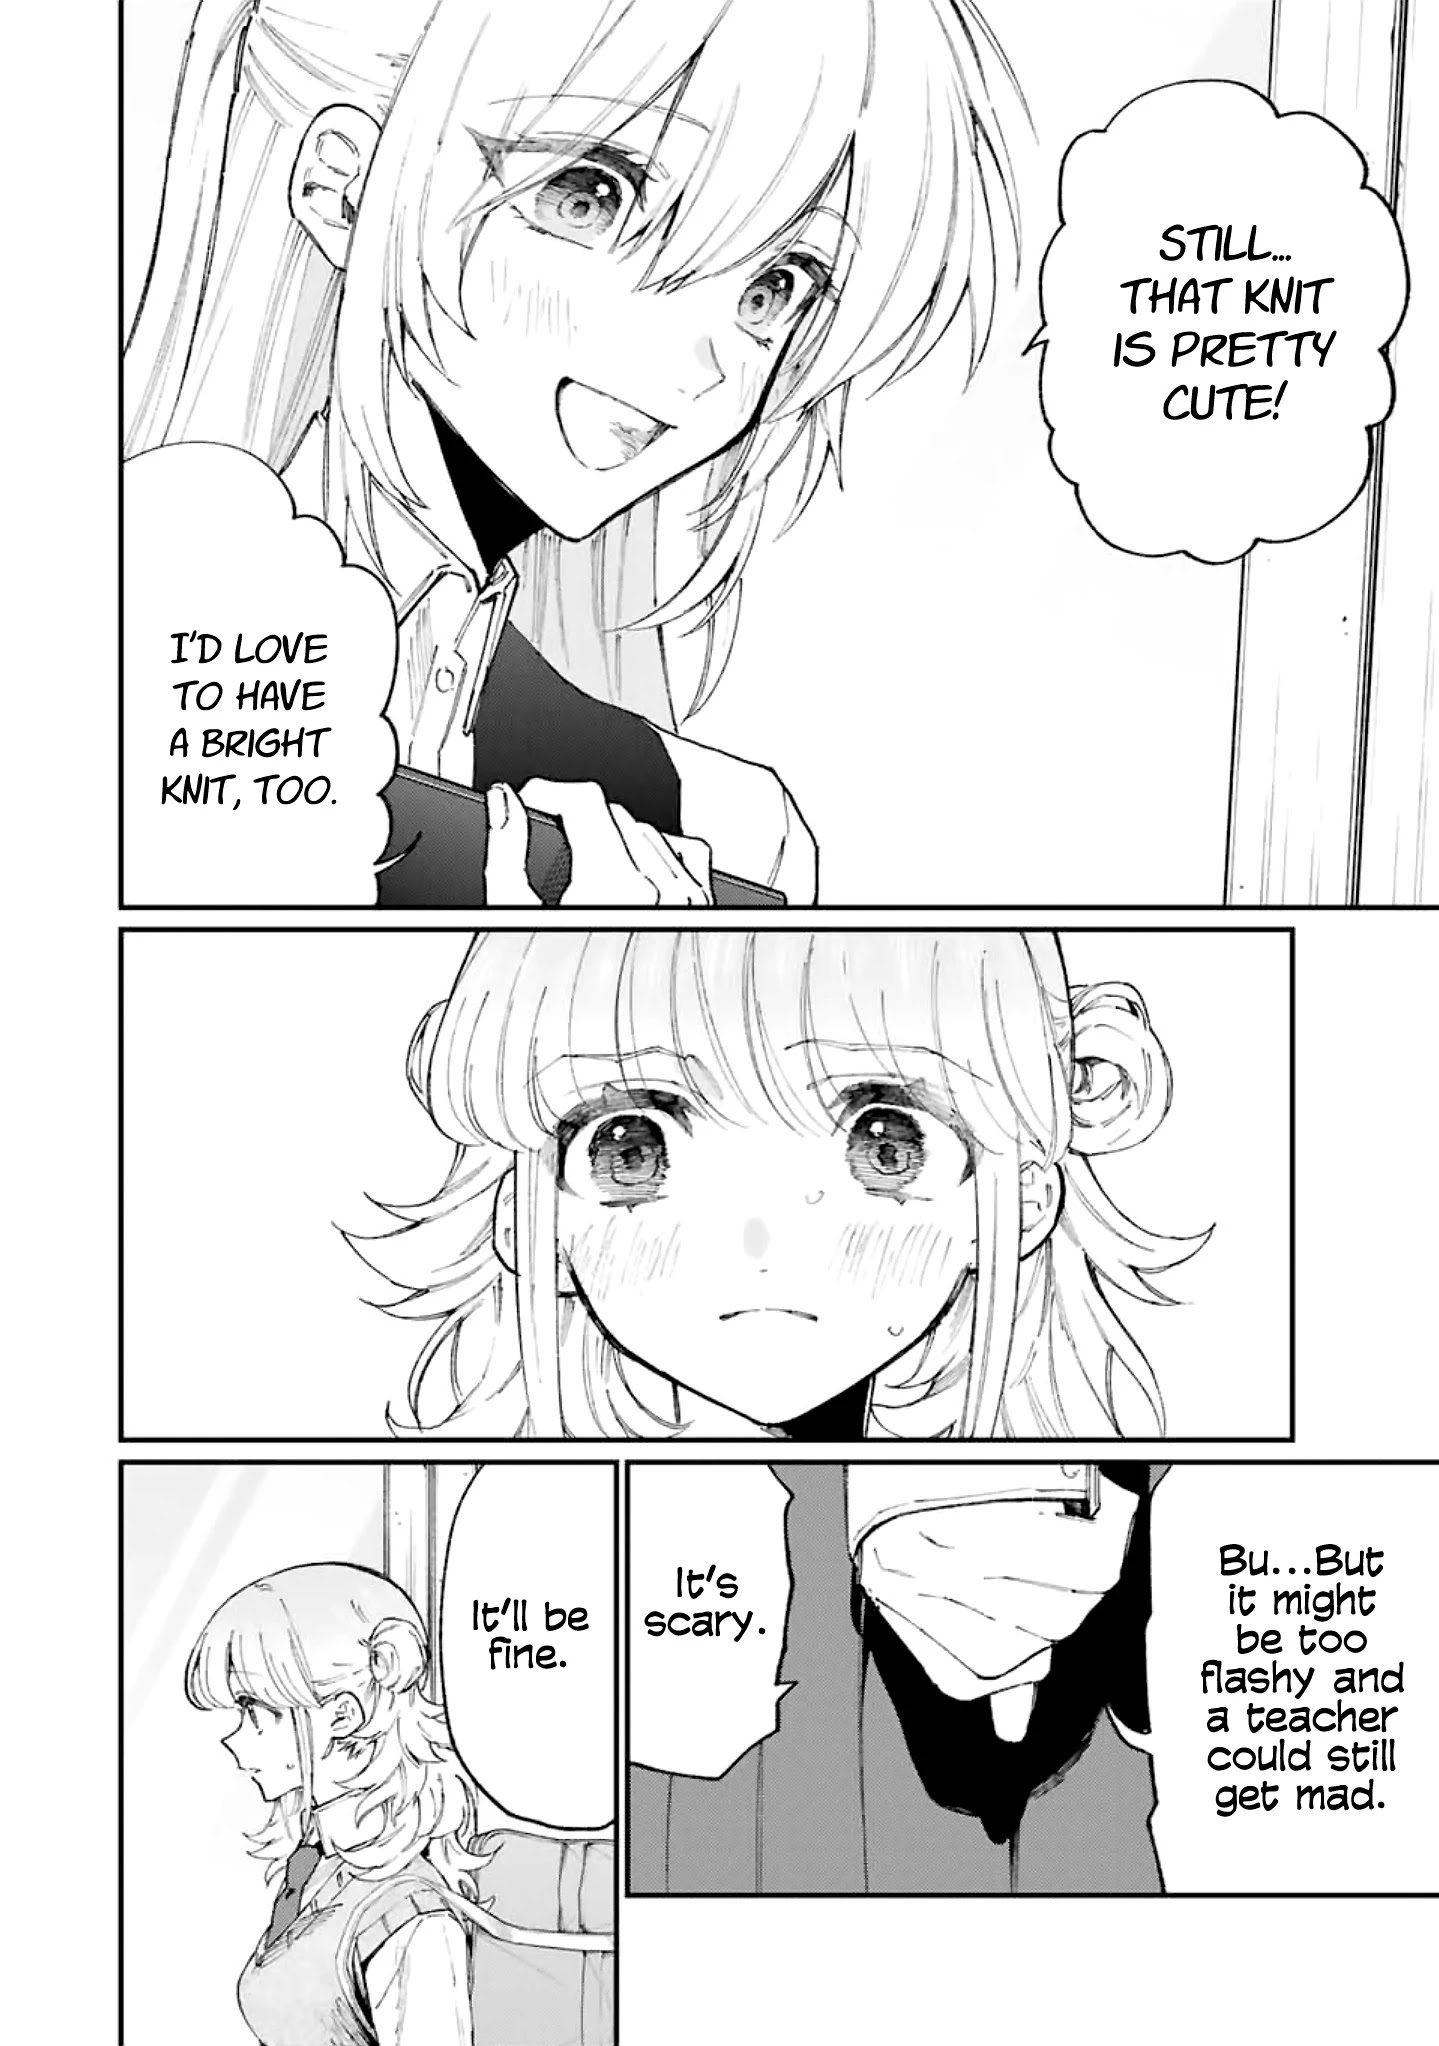 STILL...
THAT KNIT
IS PRETTY
CUTE!
I'D LOVE
TO HAVE
A BRIGHT
KNIT, TOO.
Bu...But
it might
be too
flashy and
a teacher
could still
get mad.
It's
scary.
It'll be
fine.